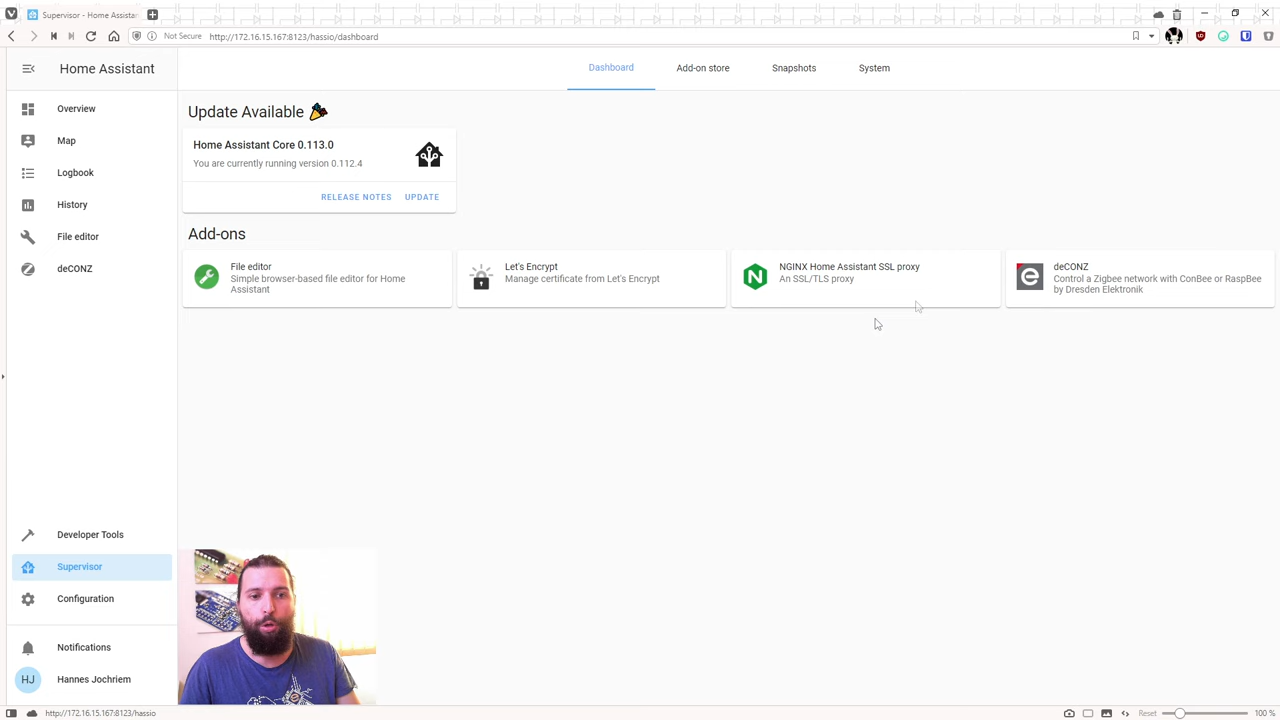 Supervisor - Home Assistan
Not Secure
http://172.16.15.167:8123/hassio/dashboard
Home Assistant
Dashboard
Add-on store
Snapshots
System
Overview
Map
Logbook
History
File editor
deCONZ
Update Available
Home Assistant Core 0.113.0
You are currently running version 0.112.4
RELEASE NOTES
UPDATE
Add-ons
File editor
Simple browser-based file editor for Home
Assistant
Let's Encrypt
Manage certificate from Let's Encrypt
NGINX Home Assistant SSL proxy
An SSL/TLS proxy
deCONZ
Control a Zigbee network with ConBee or RaspBee
by Dresden Elektronik
Developer Tools
Supervisor
Configuration
Notifications
HJ
Hannes Jochriem
http://172.16.15.167:8123/hassio
Reset
100 %